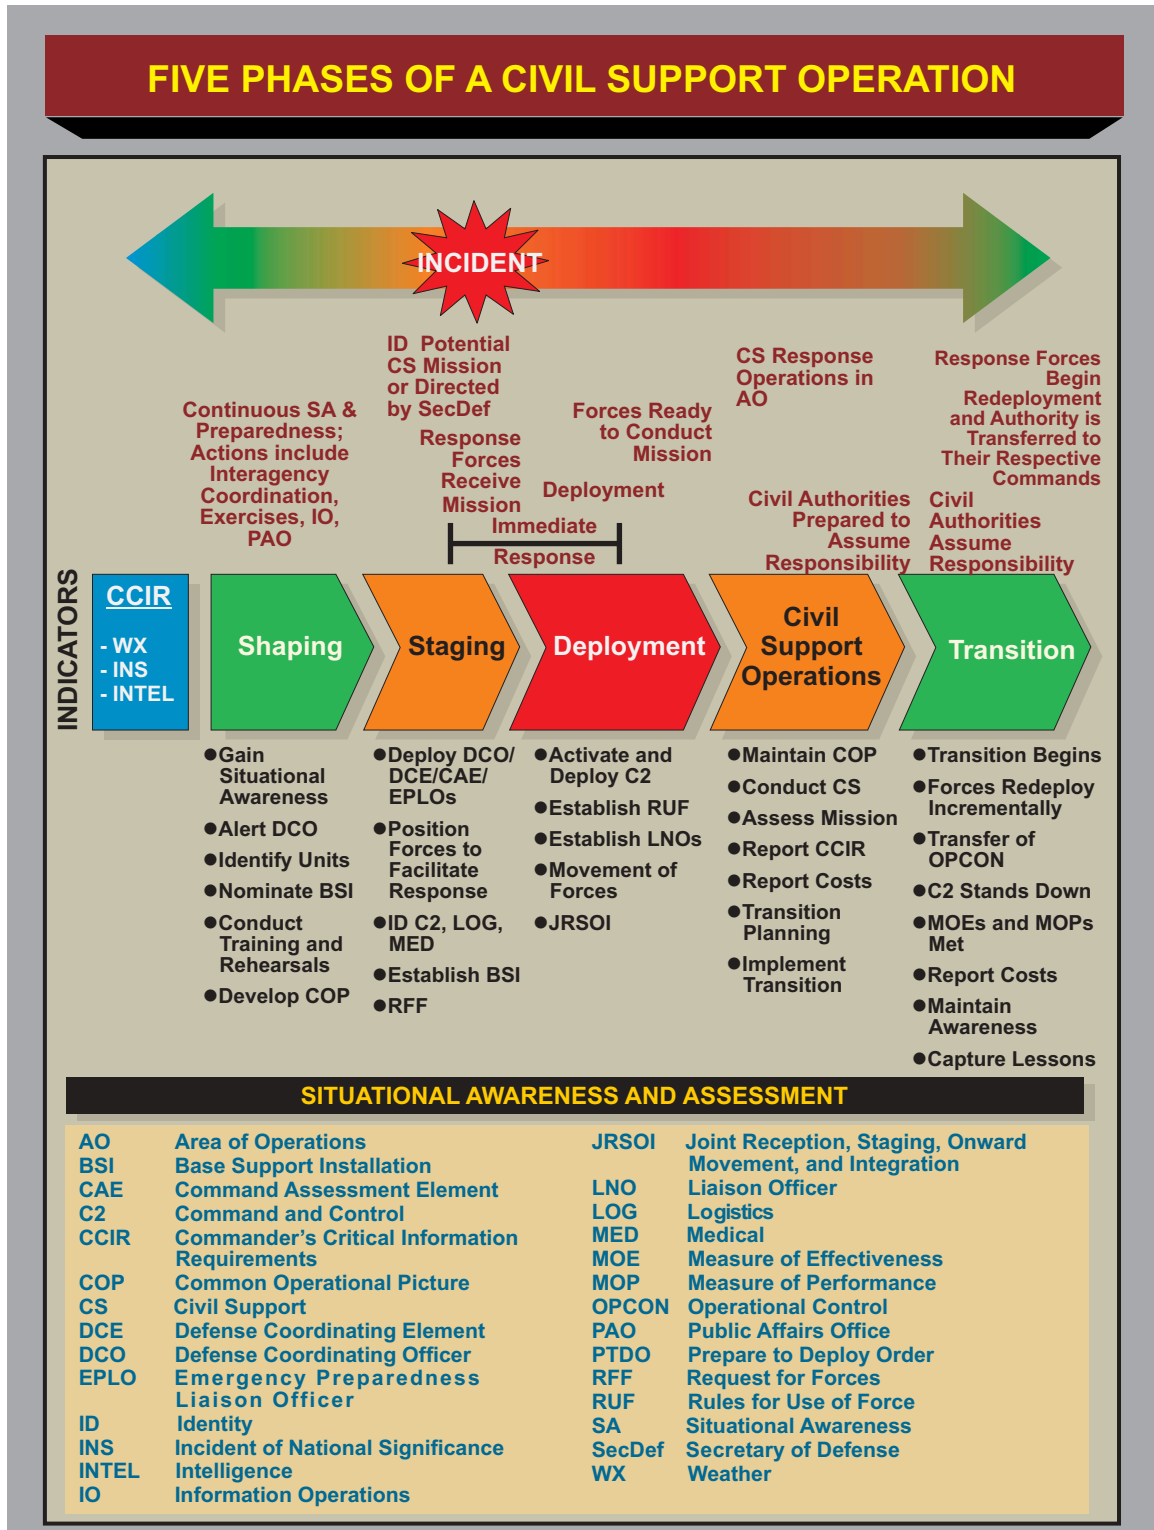 FIVE PHASES OF A CIVIL SUPPORT OPERATION
INCIDENT
Continuous SA &
Preparedness;
Actions include
Interagency
Coordination,
Exercises, IO,
PAO
ID Potential
CS Mission
or Directed
by SecDef
Response
Forces
Receive
Mission
Immediate
Response
Deployment
Forces Ready
to Conduct
Mission
CS Response
Operations in
AO
Civil Authorities
Prepared to
Assume
Responsibility
Response Forces
Begin
Redeployment
and Authority is
Transferred to
Their Respective
Commands
Civil
Authorities
Assume
Responsibility
INDICATORS
CCIR
- WX
- INS
- INTEL
Shaping
Staging
Deployment
Civil
Support
Operations
Transition
●Gain
Situational
Awareness
●Alert DCO
●Identify Units
●Nominate BSI
●Conduct
Training and
Rehearsals
●Develop COP
●Deploy DCO/
DCE/CAE/
EPLOs
●Position
Forces to
Facilitate
Response
●ID C2, LOG,
MED
●Establish BSI
●RFF
●Activate and
Deploy C2
●Establish RUF
●Establish LNOs
●Movement of
Forces
●JRSOI
●Maintain COP
●Conduct CS
●Assess Mission
●Report CCIR
●Report Costs
●Transition
Planning
●Implement
Transition
●Transition Begins
●Forces Redeploy
Incrementally
●Transfer of
OPCON
●C2 Stands Down
●MOEs and MOPs
Met
●Report Costs
●Maintain
Awareness
●Capture Lessons
SITUATIONAL AWARENESS AND ASSESSMENT
AO Area of Operations
BSI Base Support Installation
CAE Command Assessment Element
C2 Command and Control
CCIR Commander’s Critical Information
Requirements
COP Common Operational Picture
CS Civil Support
DCE Defense Coordinating Element
DCO Defense Coordinating Officer
EPLO Emergency Preparedness
Liaison Officer
ID Identity
INS Incident of National Significance
INTEL Intelligence
IO Information Operations
JRSOI Joint Reception, Staging, Onward
Movement, and Integration
LNO Liaison Officer
LOG Logistics
MED Medical
MOE Measure of Effectiveness
MOP Measure of Performance
OPCON Operational Control
PAO Public Affairs Office
PTDO Prepare to Deploy Order
RFF Request for Forces
RUF Rules for Use of Force
SA Situational Awareness
SecDef Secretary of Defense
WX Weather